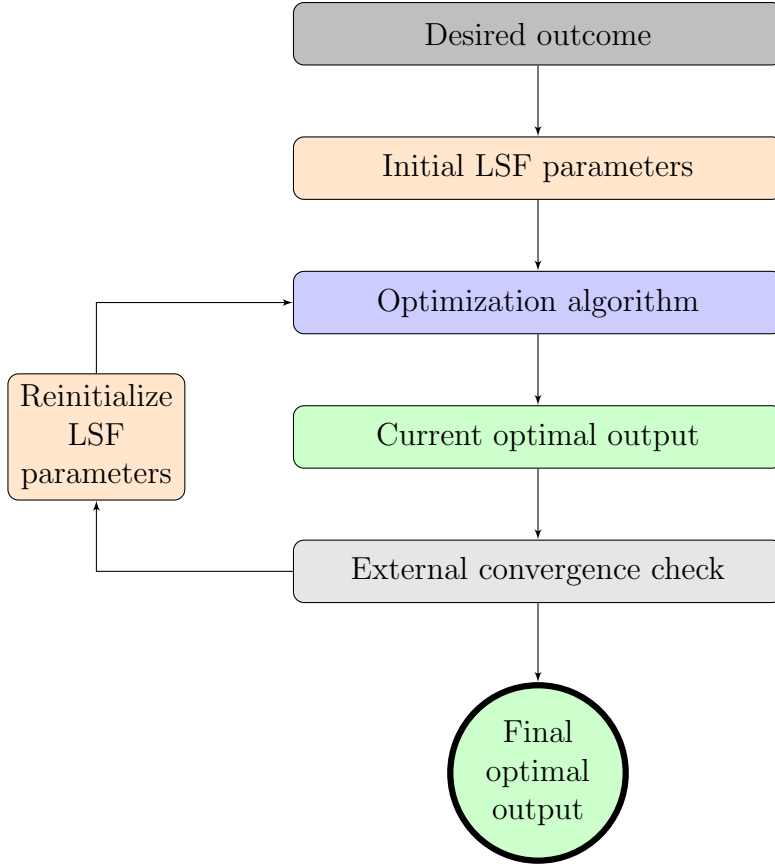 Desired outcome
Initial LSF parameters
Optimization algorithm
Reinitialize
LSF
parameters
Current optimal output
External convergence check
Final
optimal
output